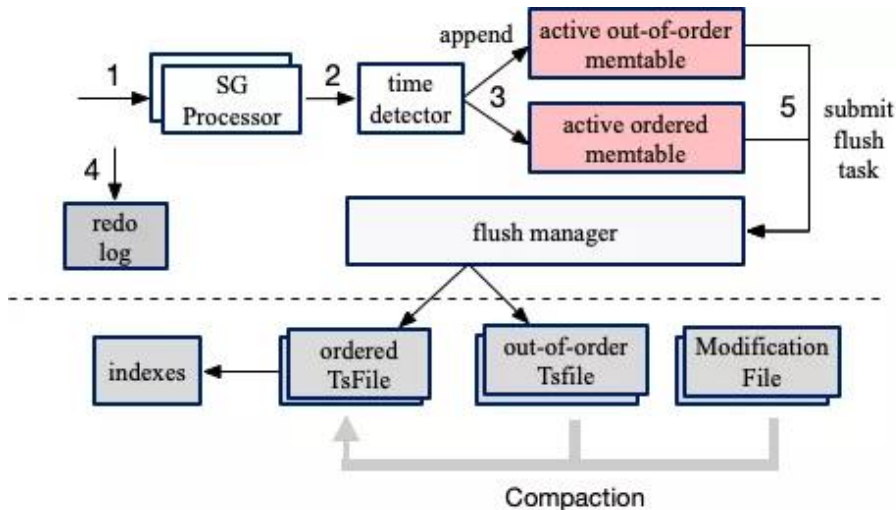 1
SG
Processor
2
time
detector
append
3
active out-of-order
memtable
active ordered
memtable
5
submit
flush
task
4
redo
log
flush manager
indexes
ordered
TsFile
out-of-order
Tsfile
Modification
File
Compaction